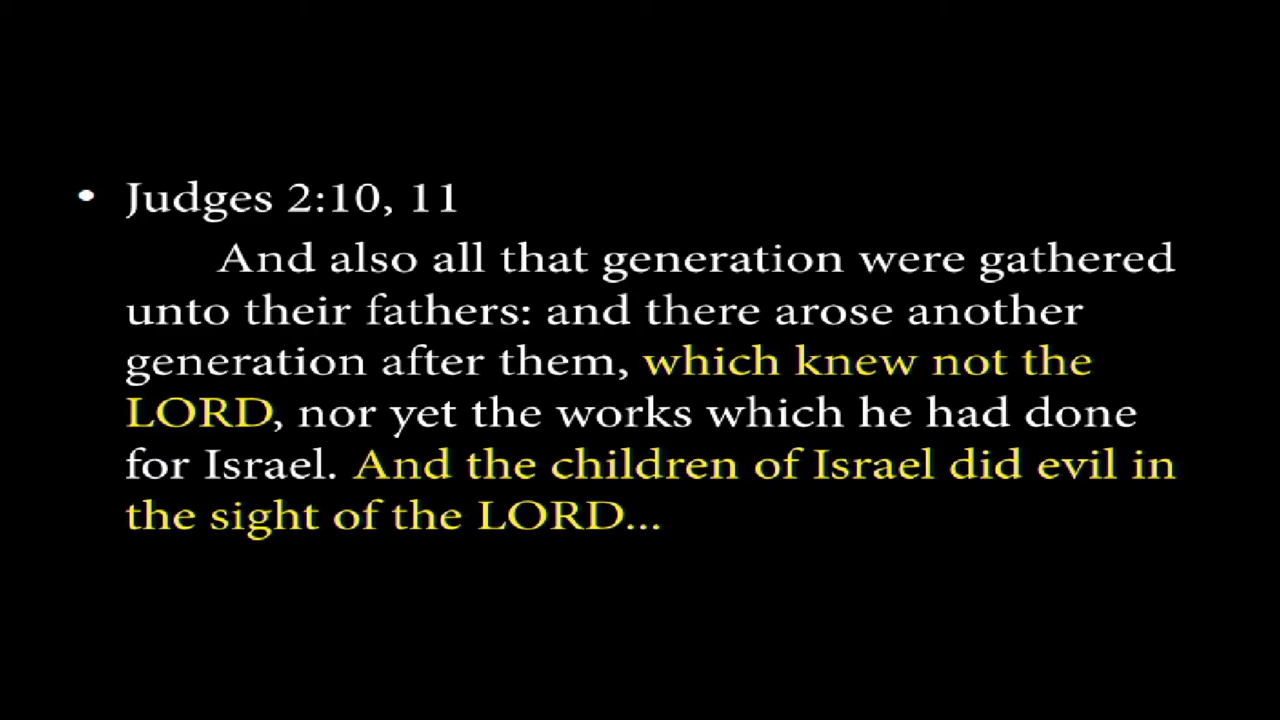 • Judges 2:10, 11
And also all that generation were gathered
unto their fathers: and there arose another
generation after them, which knew not the
LORD, nor yet the works which he had done
for Israel. And the children of Israel did evil in
the sight of the LORD...